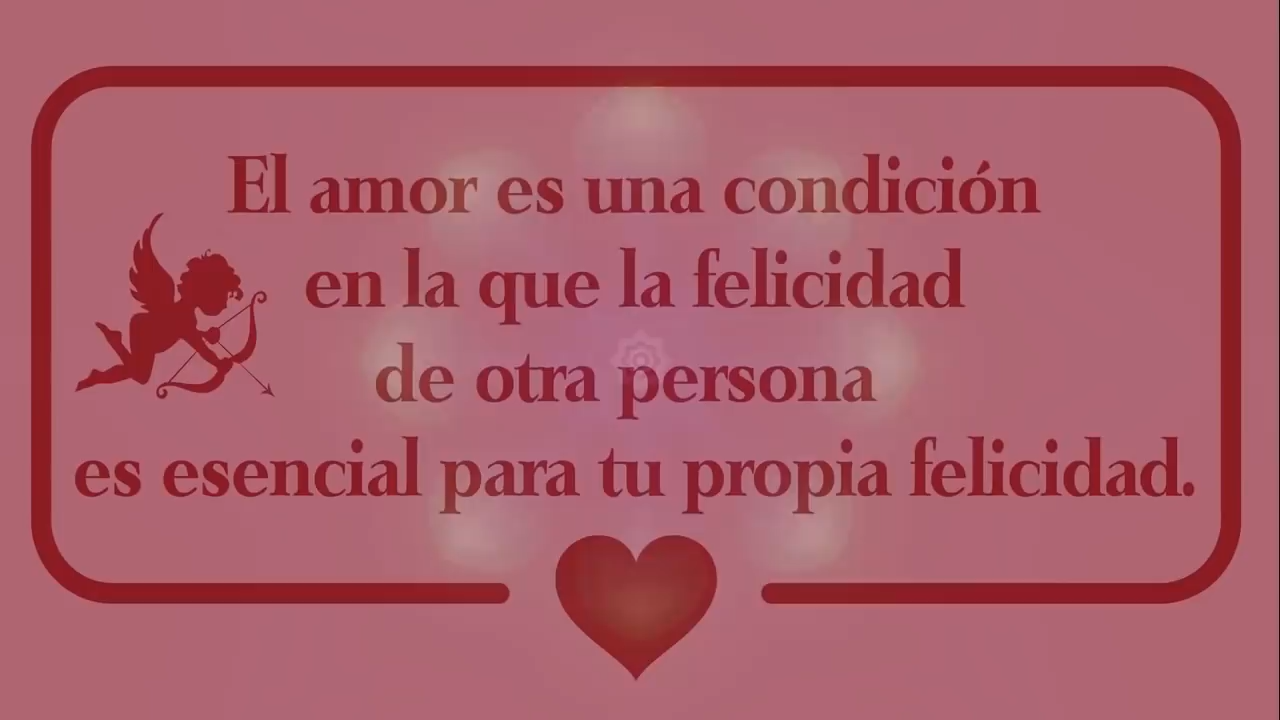 El amor es una condición
en la que la felicidad
de otra persona
es esencial para tu propia felicidad.